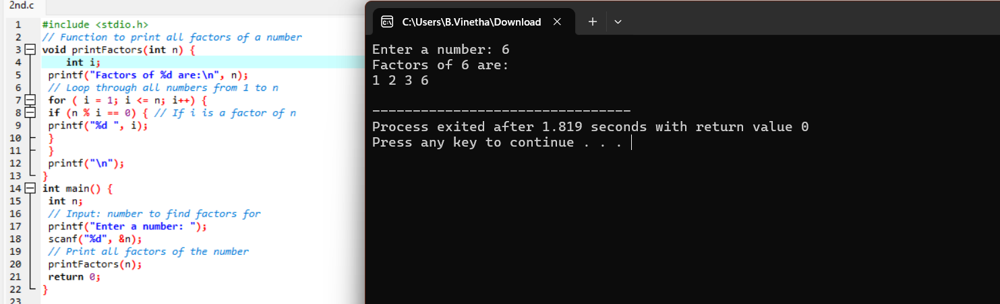 2nd.c
1 #include <stdio.h>
2 // Function to print all factors of a number
3 void printFactors(int n) {
4 int i;
5 printf("Factors of %d are:\n", n);
6 // Loop through all numbers from 1 to n
7 for ( i = 1; i <= n; i++) {
8 if (n % i == 0) { // If i is a factor of n
9 printf("%d ", i);
10 }
11 }
12 printf("\n");
13 }
14 int main() {
15 int n;
16 // Input: number to find factors for
17 printf("Enter a number: ");
18 scanf("%d", &n);
19 // Print all factors of the number
20 printFactors(n);
21 return 0;
22 }
23
C:\Users\B.Vinetha\Download
Enter a number: 6
Factors of 6 are:
1 2 3 6
--------------------------------
Process exited after 1.819 seconds with return value 0
Press any key to continue . . .